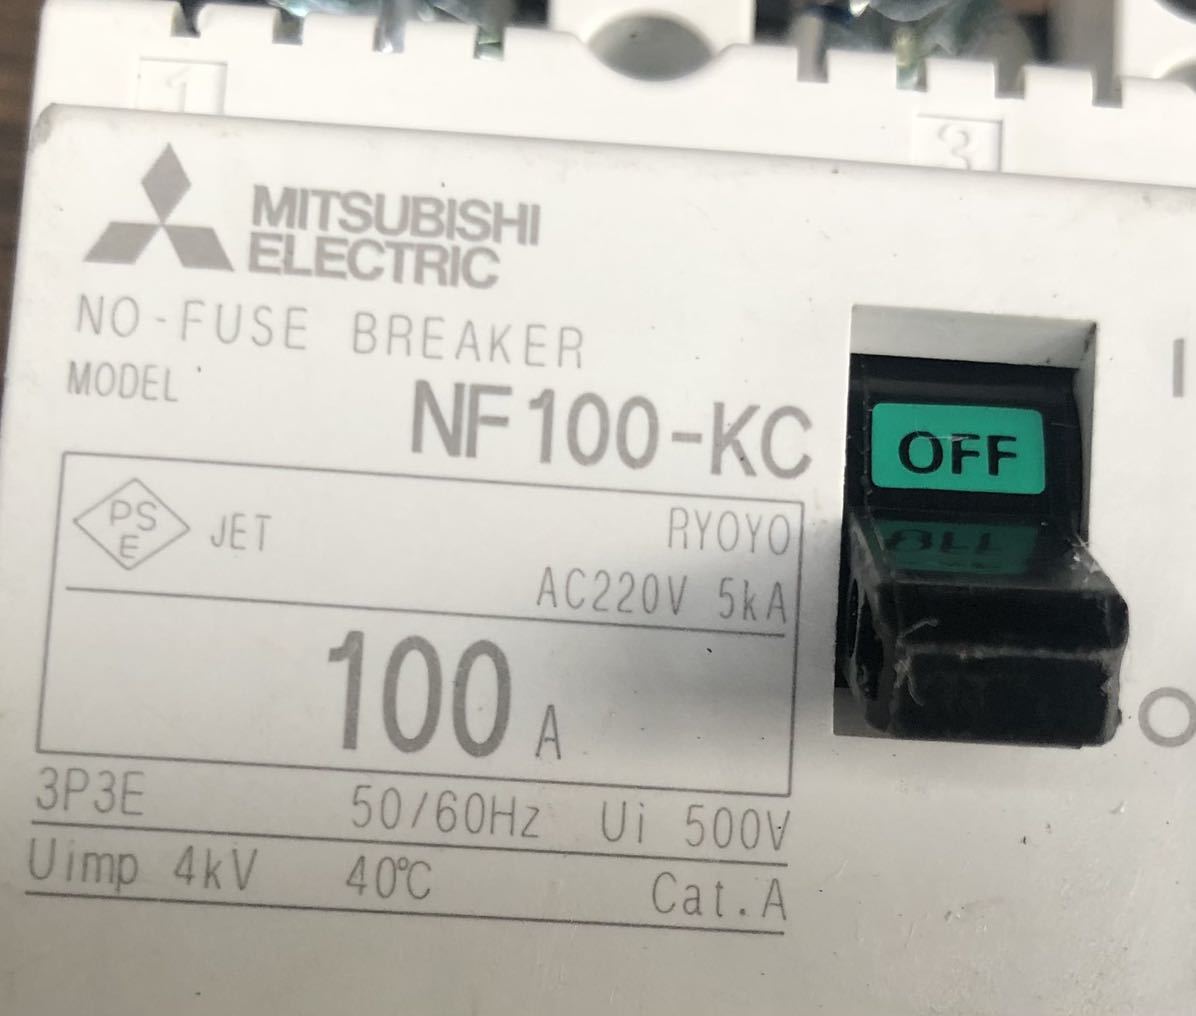 1
3
MITSUBISHI
ELECTRIC
NO-FUSE BREAKER
MODEL NF100-KC
I
OFF
PS
E
JET RYOYO
AC220V 5kA
100A
O
3P3E 50/60Hz Ui 500V
Uimp 4kV 40℃ Cat.A